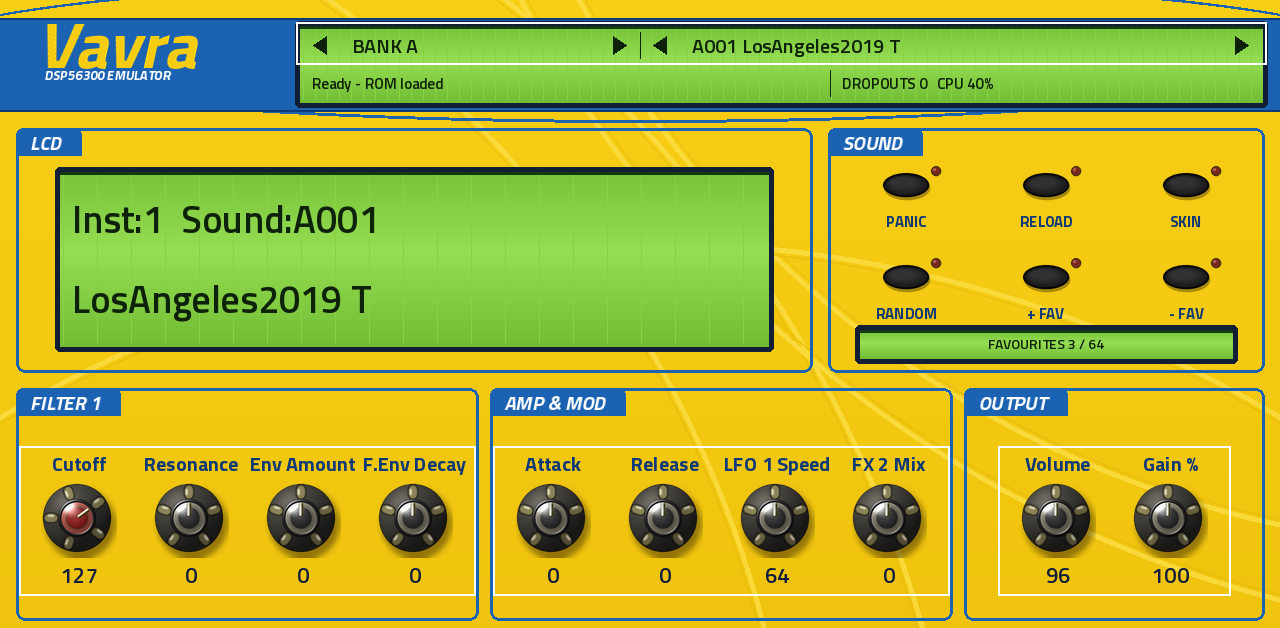 Vavra
DSP56300 EMULATOR
BANK A
A001 LosAngeles2019 T
Ready - ROM loaded
DROPOUTS 0 CPU 40%
LCD
Inst:1 Sound:A001
LosAngeles2019 T
SOUND
PANIC RELOAD SKIN
RANDOM + FAV - FAV
FAVOURITES 3 / 64
FILTER 1
Cutoff Resonance Env Amount F.Env Decay
127 0 0 0
AMP & MOD
Attack Release LFO 1 Speed FX 2 Mix
0 0 64 0
OUTPUT
Volume Gain %
96 100